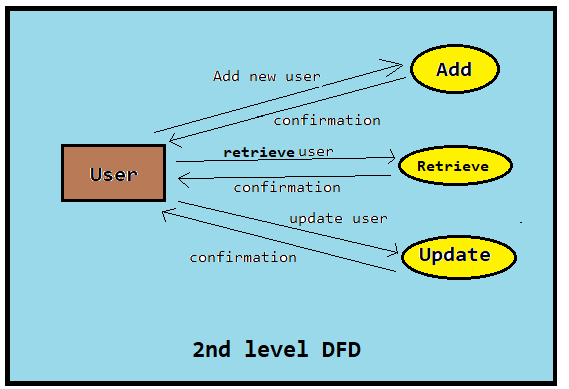 Add new user
Add
confirmation
retrieve user
User
Retrieve
confirmation
update user
confirmation
Update
2nd level DFD